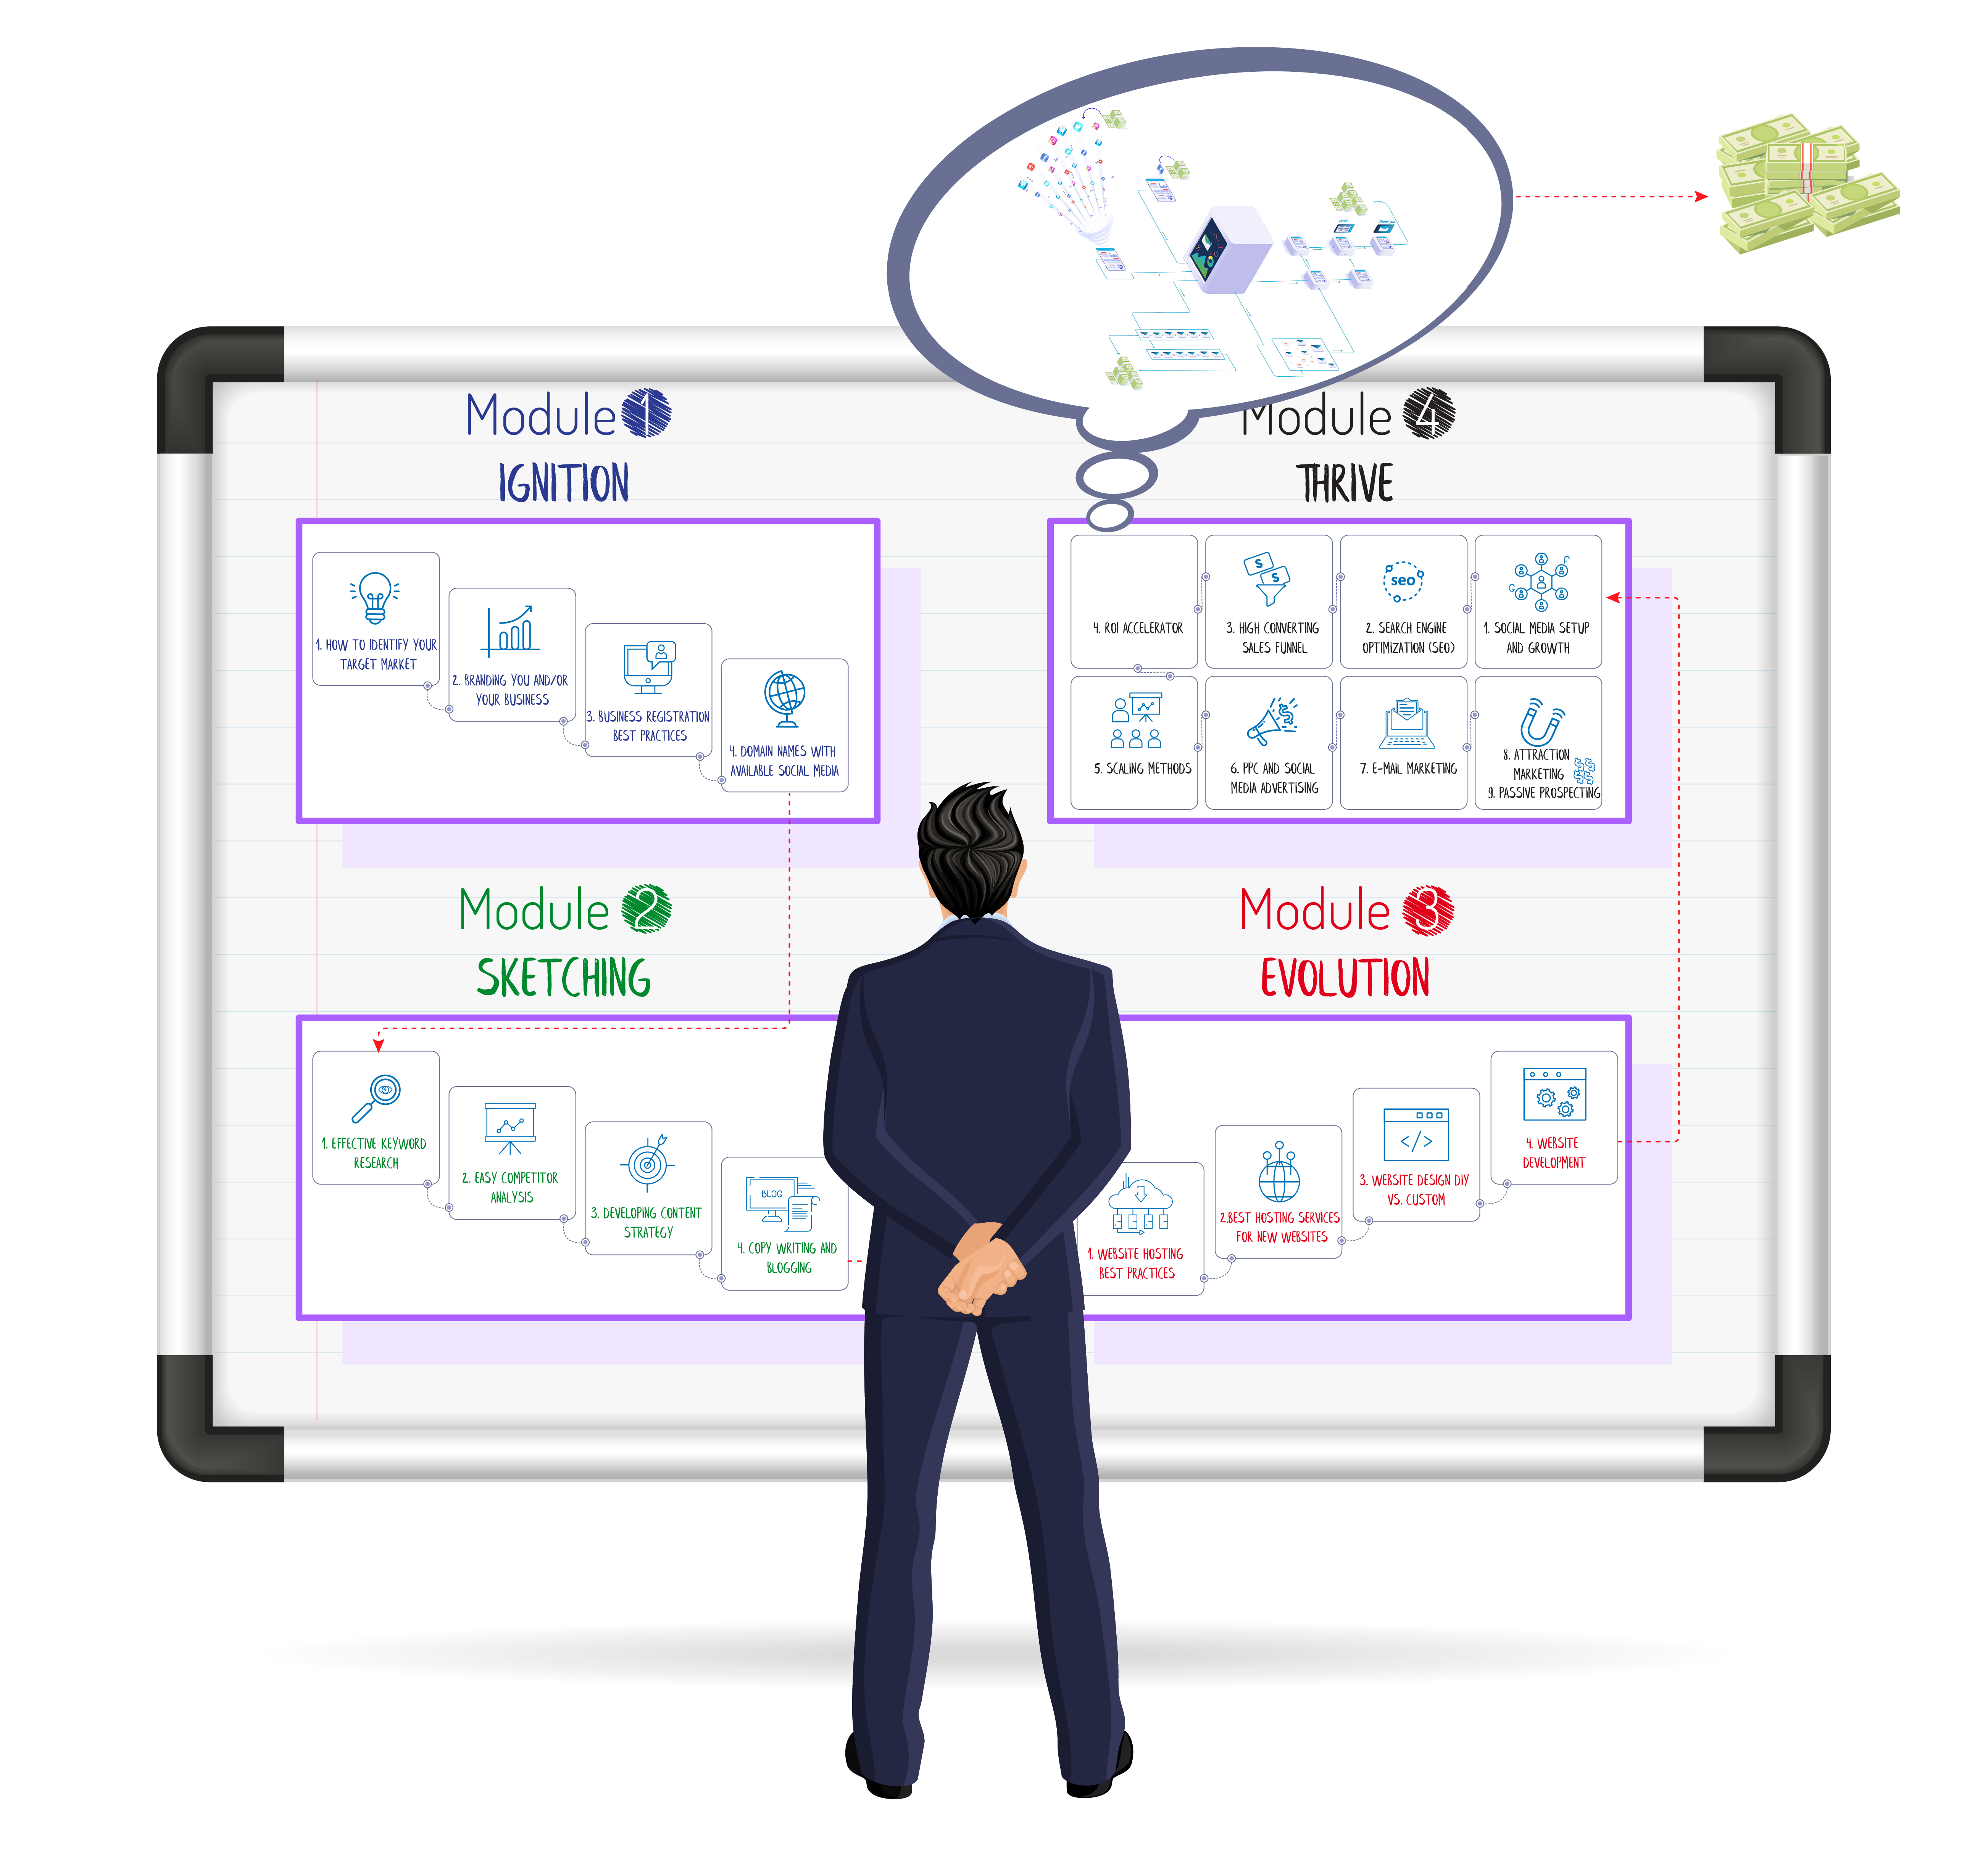 Module 1
IGNITION
1. HOW TO IDENTIFY YOUR
TARGET MARKET
2. BRANDING YOU AND/OR
YOUR BUSINESS
3. BUSINESS REGISTRATION
BEST PRACTICES
4. DOMAIN NAMES WITH
AVAILABLE SOCIAL MEDIA
Module 2
SKETCHING
1. EFFECTIVE KEYWORD
RESEARCH
2. EASY COMPETITOR
ANALYSIS
3. DEVELOPING CONTENT
STRATEGY
BLOG
4. COPY WRITING AND
BLOGGING
Module 3
EVOLUTION
1. WEBSITE HOSTING
BEST PRACTICES
2.BEST HOSTING SERVICES
FOR NEW WEBSITES
3. WEBSITE DESIGN DIY
VS. CUSTOM
4. WEBSITE
DEVELOPMENT
Module 4
THRIVE
seo
1. SOCIAL MEDIA SETUP
AND GROWTH
2. SEARCH ENGINE
OPTIMIZATION (SEO)
3. HIGH CONVERTING
SALES FUNNEL
4. ROI ACCELERATOR
5. SCALING METHODS
6. PPC AND SOCIAL
MEDIA ADVERTISING
7. E-MAIL MARKETING
8. ATTRACTION
MARKETING
9. PASSIVE PROSPECTING